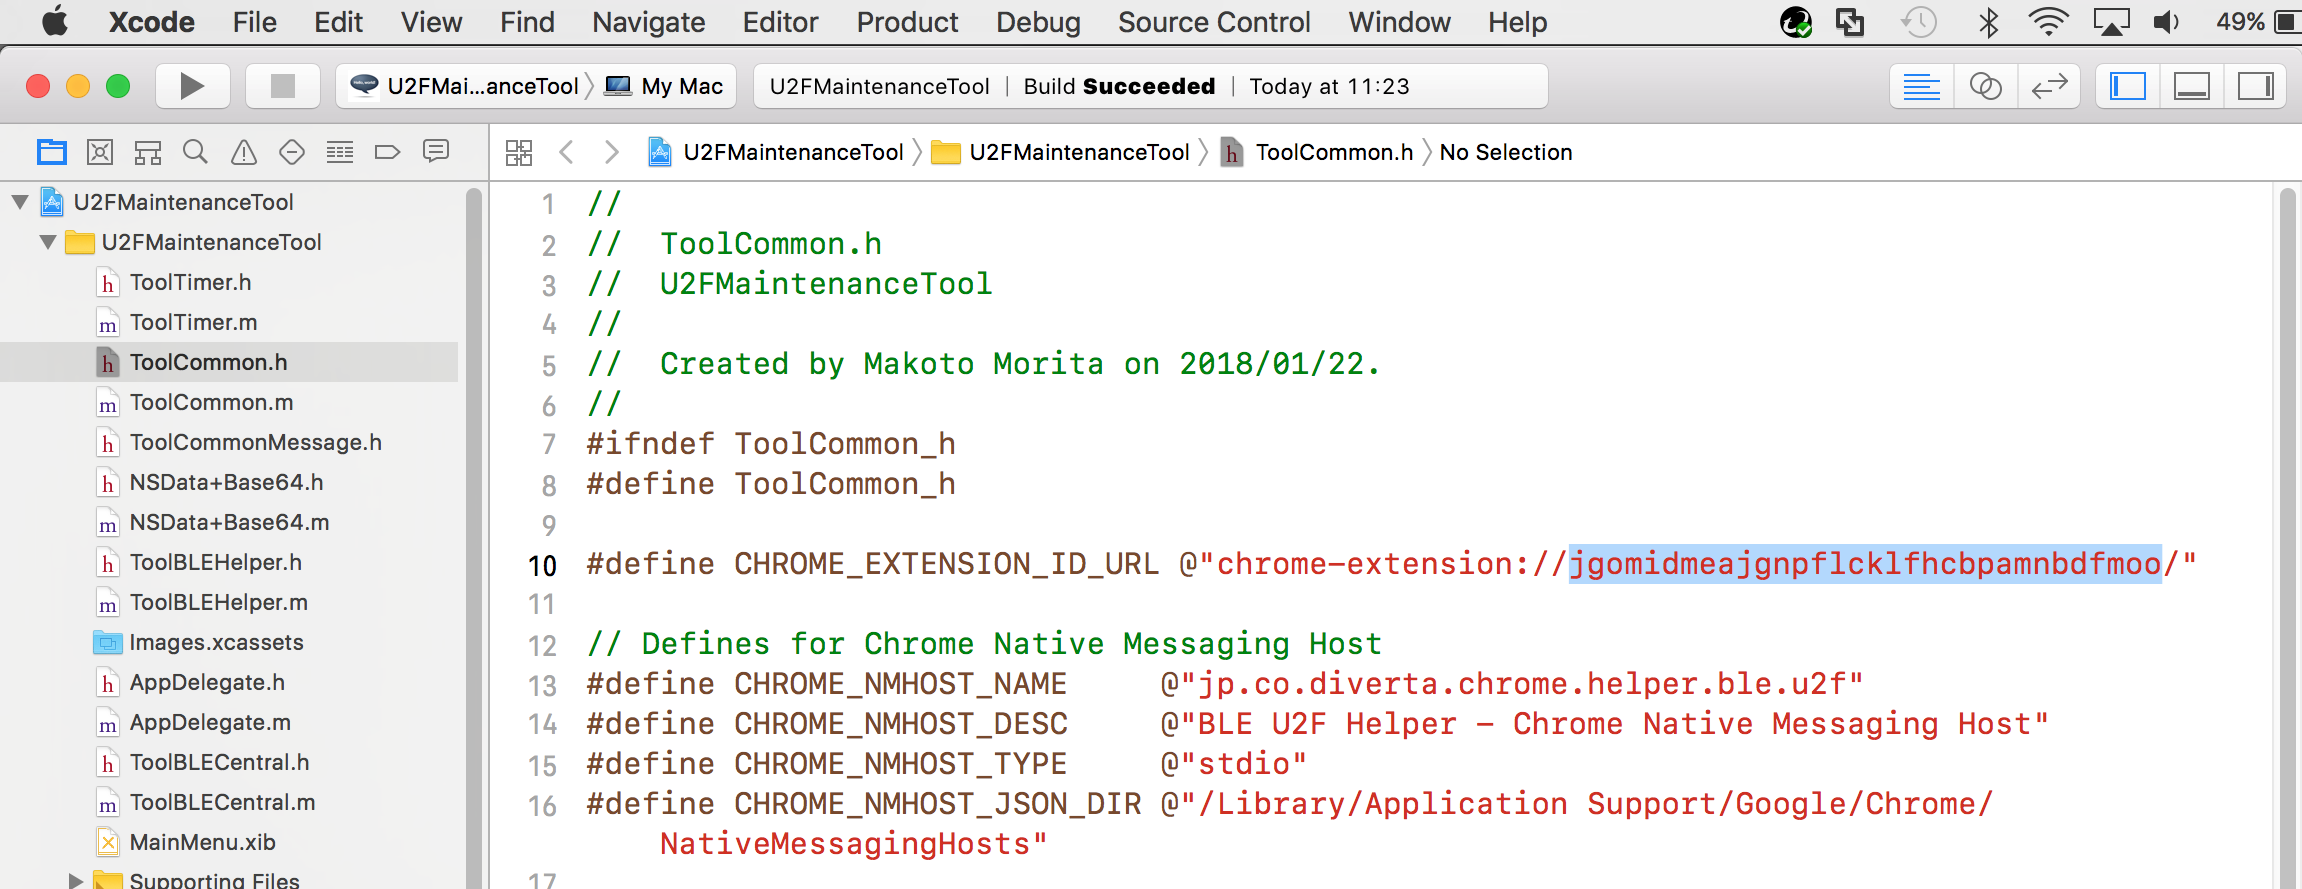 Xcode File Edit View Find Navigate Editor Product Debug Source Control Window Help 49%
U2FMai...anceTool My Mac U2FMaintenanceTool | Build Succeeded | Today at 11:23
U2FMaintenanceTool U2FMaintenanceTool h ToolCommon.h No Selection
U2FMaintenanceTool
U2FMaintenanceTool
h ToolTimer.h
m ToolTimer.m
h ToolCommon.h
m ToolCommon.m
h ToolCommonMessage.h
h NSData+Base64.h
m NSData+Base64.m
h ToolBLEHelper.h
m ToolBLEHelper.m
Images.xcassets
h AppDelegate.h
m AppDelegate.m
h ToolBLECentral.h
m ToolBLECentral.m
MainMenu.xib
Supporting Files
1 //
2 //  ToolCommon.h
3 //  U2FMaintenanceTool
4 //
5 //  Created by Makoto Morita on 2018/01/22.
6 //
7 #ifndef ToolCommon_h
8 #define ToolCommon_h
9
10 #define CHROME_EXTENSION_ID_URL @"chrome-extension://jgomidmeajgnpflcklfhcbpamnbdfmoo/"
11
12 // Defines for Chrome Native Messaging Host
13 #define CHROME_NMHOST_NAME     @"jp.co.diverta.chrome.helper.ble.u2f"
14 #define CHROME_NMHOST_DESC     @"BLE U2F Helper - Chrome Native Messaging Host"
15 #define CHROME_NMHOST_TYPE     @"stdio"
16 #define CHROME_NMHOST_JSON_DIR @"/Library/Application Support/Google/Chrome/
NativeMessagingHosts"
17